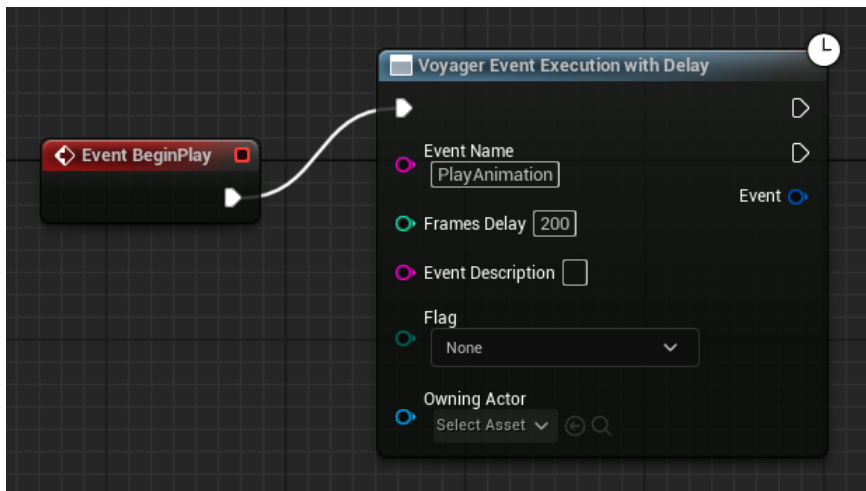 Voyager Event Execution with Delay
Event BeginPlay
Event Name
PlayAnimation
Event
Frames Delay 200
Event Description
Flag
None
Owning Actor
Select Asset